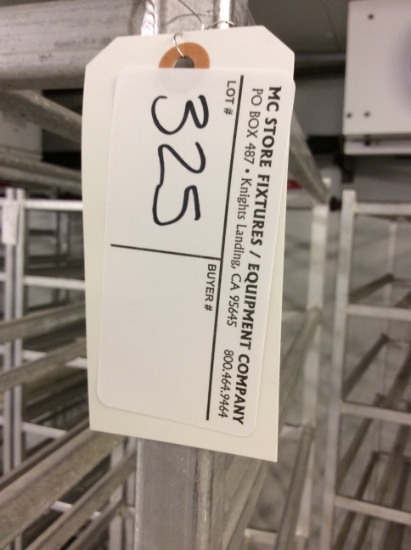 MC STORE FIXTURES / EQUIPMENT COMPANY
PO BOX 487 • Knights Landing, CA 95645 800.464.9464
LOT # BUYER #
325